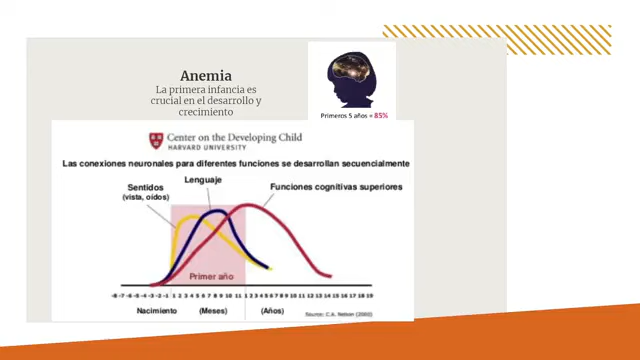 Anemia
La primera infancia es
crucial en el desarrollo y
crecimiento
Primeros 5 años = 85%
Center on the Developing Child
HARVARD UNIVERSITY
Las conexiones neuronales para diferentes funciones se desarrollan secuencialmente
Sentidos
(vista, oídos)
Lenguaje
Funciones cognitivas superiores
Primer año
-8 -7 -6 -5 -4 -3 -2 -1 1 2 3 4 5 6 7 8 9 10 11 1 2 3 4 5 6 7 8 9 10 11 12 13 14 15 16 17 18 19
Nacimiento (Meses) (Años)
Source: C.A. Nelson (2002)